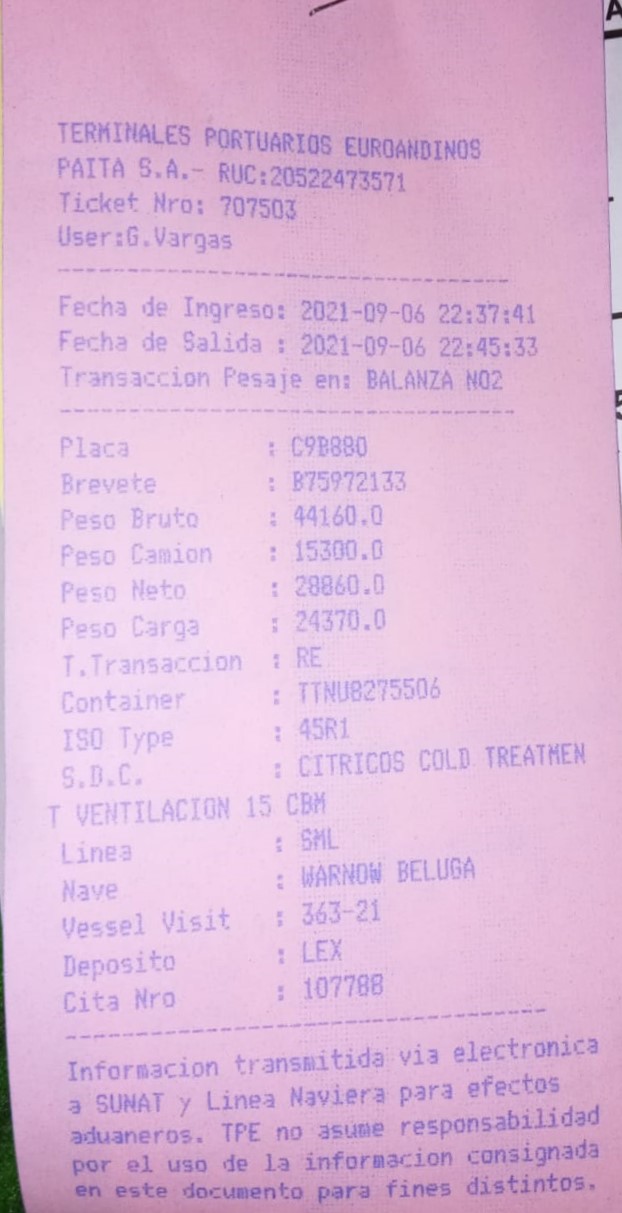 TERMINALES PORTUARIOS EUROANDINOS
PAITA S.A.- RUC:20522473571
Ticket Nro: 707503
User:G.Vargas
Fecha de Ingreso: 2021-09-06 22:37:41
Fecha de Salida : 2021-09-06 22:45:33
Transaccion Pesaje en: BALANZA NO2
Placa : C9B880
Brevete : B75972133
Peso Bruto : 44160.0
Peso Camion : 15300.0
Peso Neto : 28860.0
Peso Carga : 24370.0
T.Transaccion : RE
Container : TTNU8275506
ISO Type : 45R1
S.D.C. : CITRICOS COLD TREATMEN
T VENTILACION 15 CBM
Linea : SML
Nave : WARNOW BELUGA
Vessel Visit : 363-21
Deposito : LEX
Cita Nro : 107788
Informacion transmitida via electronica
a SUNAT y Linea Naviera para efectos
aduaneros. TPE no asume responsabilidad
por el uso de la informacion consignada
en este documento para fines distintos.